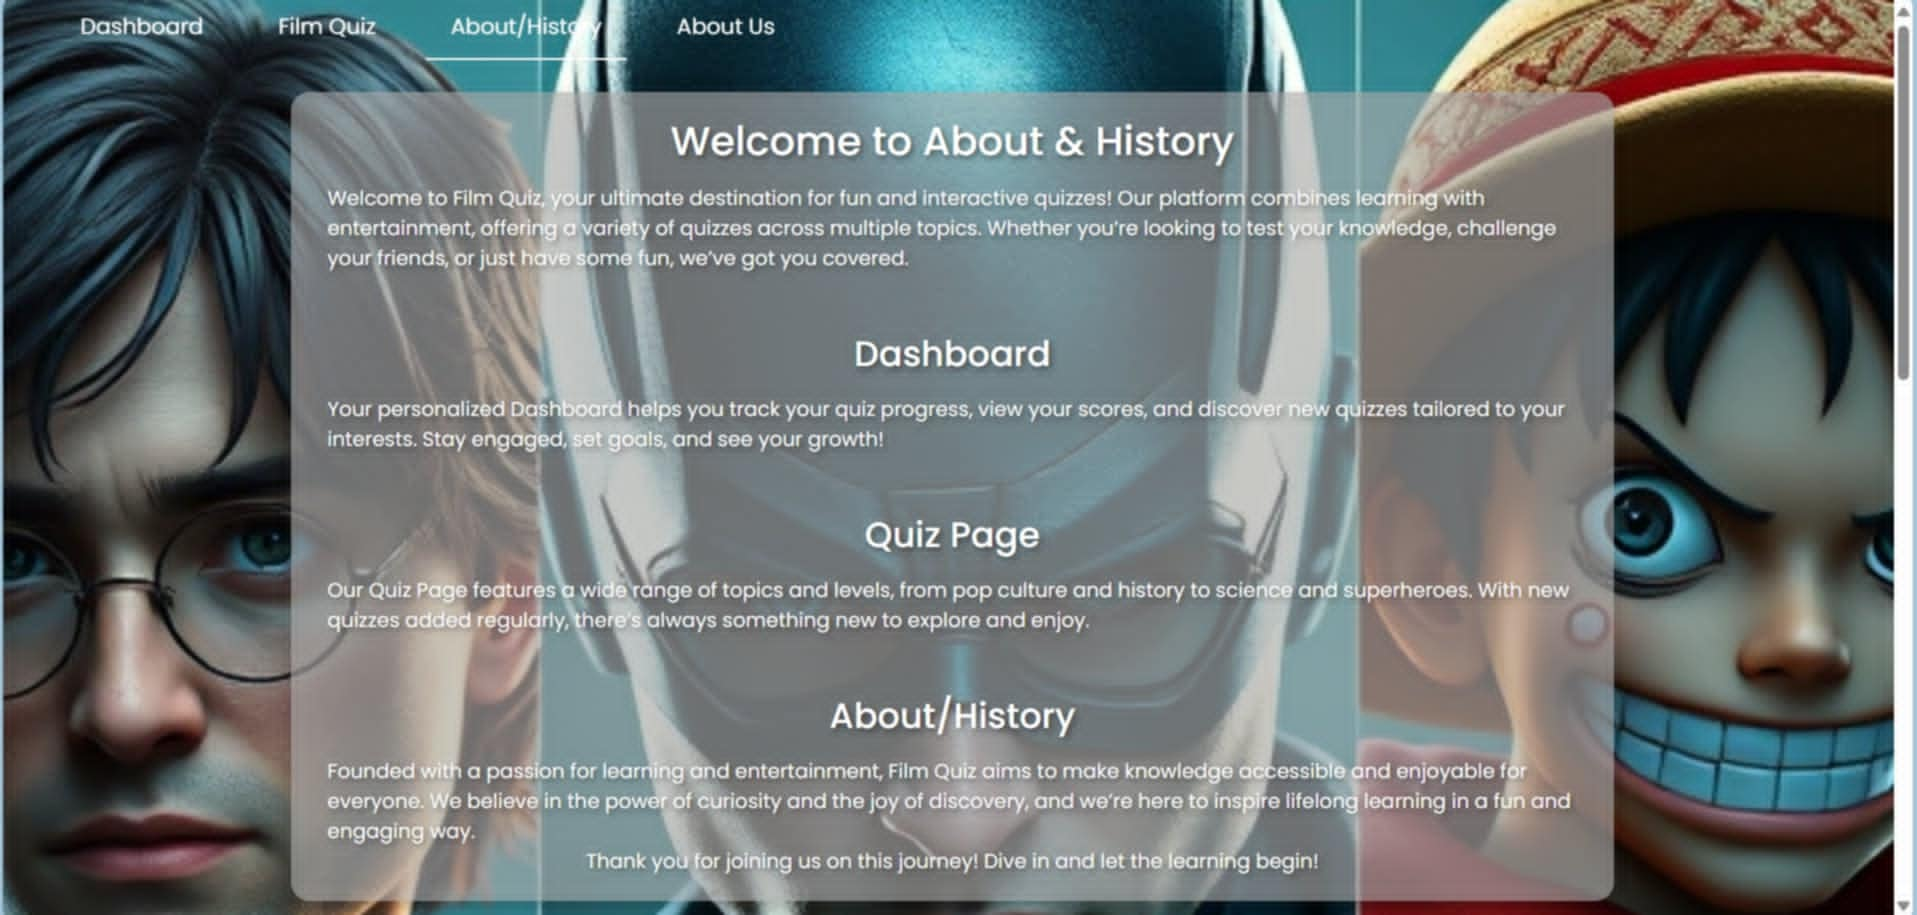 Dashboard Film Quiz About/History About Us
Welcome to About & History
Welcome to Film Quiz, your ultimate destination for fun and interactive quizzes! Our platform combines learning with
entertainment, offering a variety of quizzes across multiple topics. Whether you're looking to test your knowledge, challenge
your friends, or just have some fun, we've got you covered.
Dashboard
Your personalized Dashboard helps you track your quiz progress, view your scores, and discover new quizzes tailored to your
interests. Stay engaged, set goals, and see your growth!
Quiz Page
Our Quiz Page features a wide range of topics and levels, from pop culture and history to science and superheroes. With new
quizzes added regularly, there's always something new to explore and enjoy.
About/History
Founded with a passion for learning and entertainment, Film Quiz aims to make knowledge accessible and enjoyable for
everyone. We believe in the power of curiosity and the joy of discovery, and we're here to inspire lifelong learning in a fun and
engaging way.
Thank you for joining us on this journey! Dive in and let the learning begin!